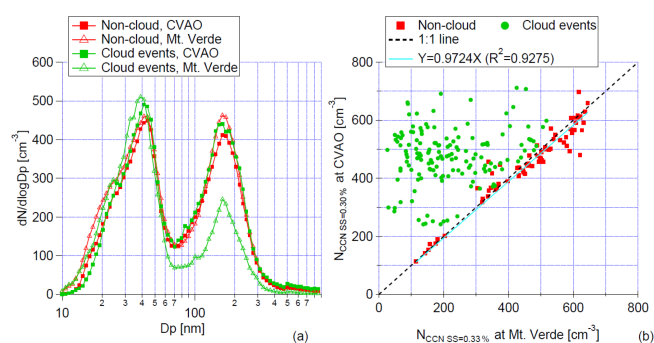 Non-cloud, CVAO
Non-cloud, Mt. Verde
Cloud events, CVAO
Cloud events, Mt. Verde
600
500
400
300
200
100
0
dN/dlogDp [cm⁻³]
10 2 3 4 5 6 7 100 2 3 4 5 6 7
Dp [nm]
(a)
Non-cloud Cloud events
1:1 line
Y=0.9724X (R²=0.9275)
800
600
400
200
0
N_CCN SS=0.30% at CVAO [cm⁻³]
0 200 400 600 800
N_CCN SS=0.33% at Mt. Verde [cm⁻³]
(b)